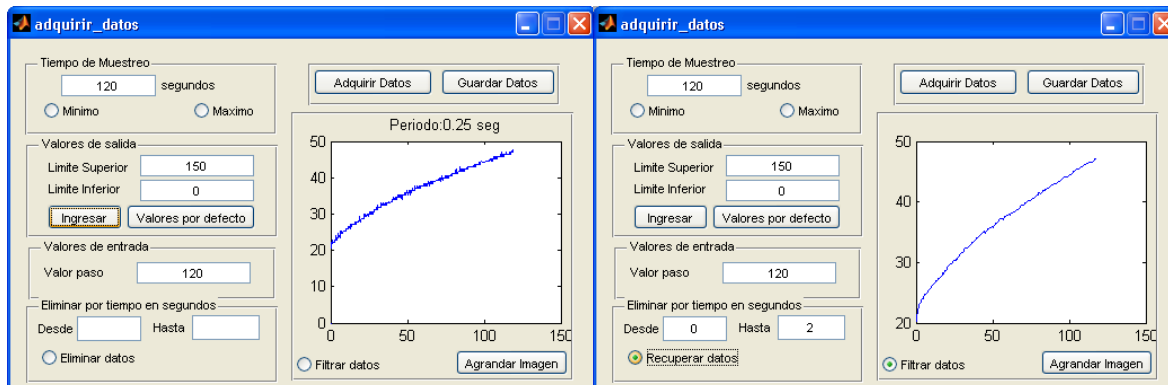 adquirir_datos
Tiempo de Muestreo
120 segundos
Minimo Maximo
Valores de salida
Limite Superior 150
Limite Inferior 0
Ingresar Valores por defecto
Valores de entrada
Valor paso 120
Eliminar por tiempo en segundos
Desde Hasta
Eliminar datos
Adquirir Datos Guardar Datos
Periodo:0.25 seg
50
40
30
20
10
0
0 50 100 150
Filtrar datos Agrandar Imagen
adquirir_datos
Tiempo de Muestreo
120 segundos
Minimo Maximo
Valores de salida
Limite Superior 150
Limite Inferior 0
Ingresar Valores por defecto
Valores de entrada
Valor paso 120
Eliminar por tiempo en segundos
Desde 0 Hasta 2
Recuperar datos
Adquirir Datos Guardar Datos
50
40
30
20
0 50 100 150
Filtrar datos Agrandar Imagen